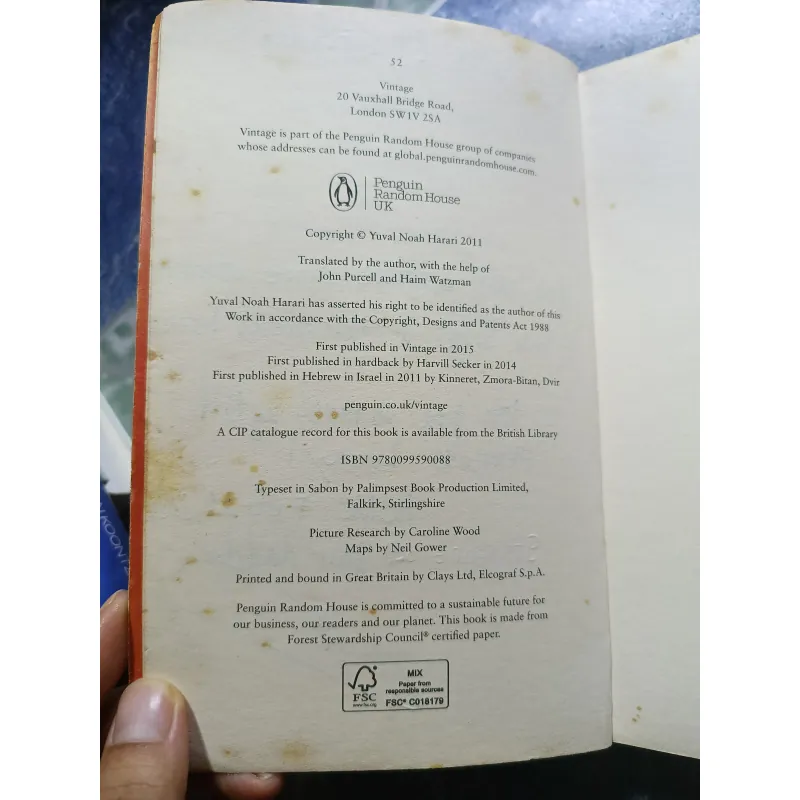 52
Vintage
20 Vauxhall Bridge Road,
London SW1V 2SA
Vintage is part of the Penguin Random House group of companies
whose addresses can be found at global.penguinrandomhouse.com.
Penguin
Random House
UK
Copyright © Yuval Noah Harari 2011
Translated by the author, with the help of
John Purcell and Haim Watzman
Yuval Noah Harari has asserted his right to be identified as the author of this
Work in accordance with the Copyright, Designs and Patents Act 1988
First published in Vintage in 2015
First published in hardback by Harvill Secker in 2014
First published in Hebrew in Israel in 2011 by Kinneret, Zmora-Bitan, Dvir
penguin.co.uk/vintage
A CIP catalogue record for this book is available from the British Library
ISBN 9780099590088
Typeset in Sabon by Palimpsest Book Production Limited,
Falkirk, Stirlingshire
Picture Research by Caroline Wood
Maps by Neil Gower
Printed and bound in Great Britain by Clays Ltd, Elcograf S.p.A.
Penguin Random House is committed to a sustainable future for
our business, our readers and our planet. This book is made from
Forest Stewardship Council® certified paper.
FSC
www.fsc.org
MIX
Paper from
responsible sources
FSC® C018179
KOONTZ